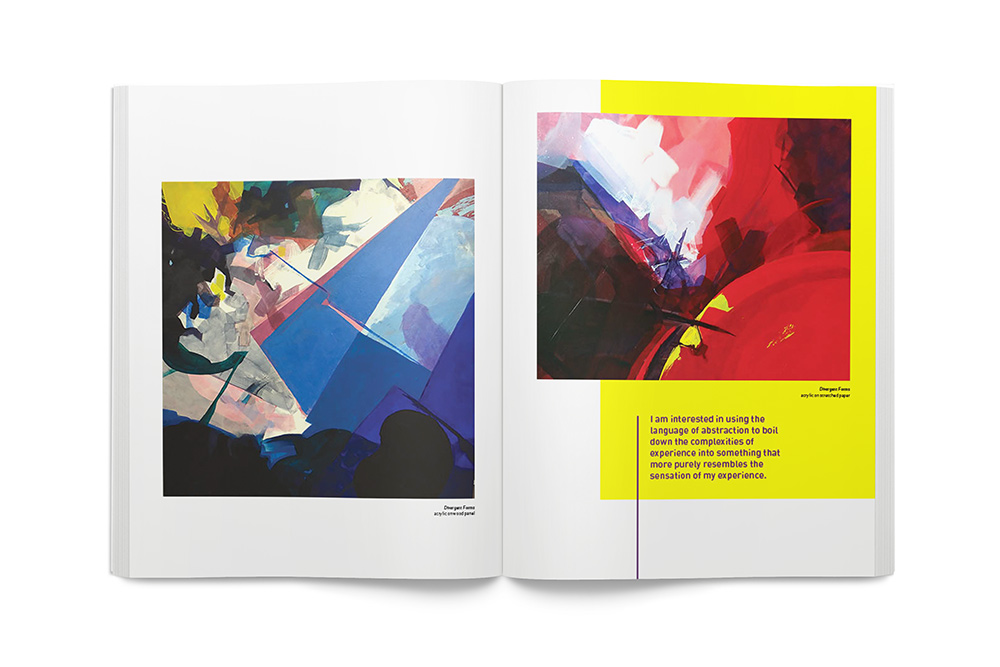 Divergent Forms
acrylic on wood panel
Divergent Forms
acrylic on stretched paper
I am interested in using the
language of abstraction to boil
down the complexities of
experience into something that
more purely resembles the
sensation of my experience.